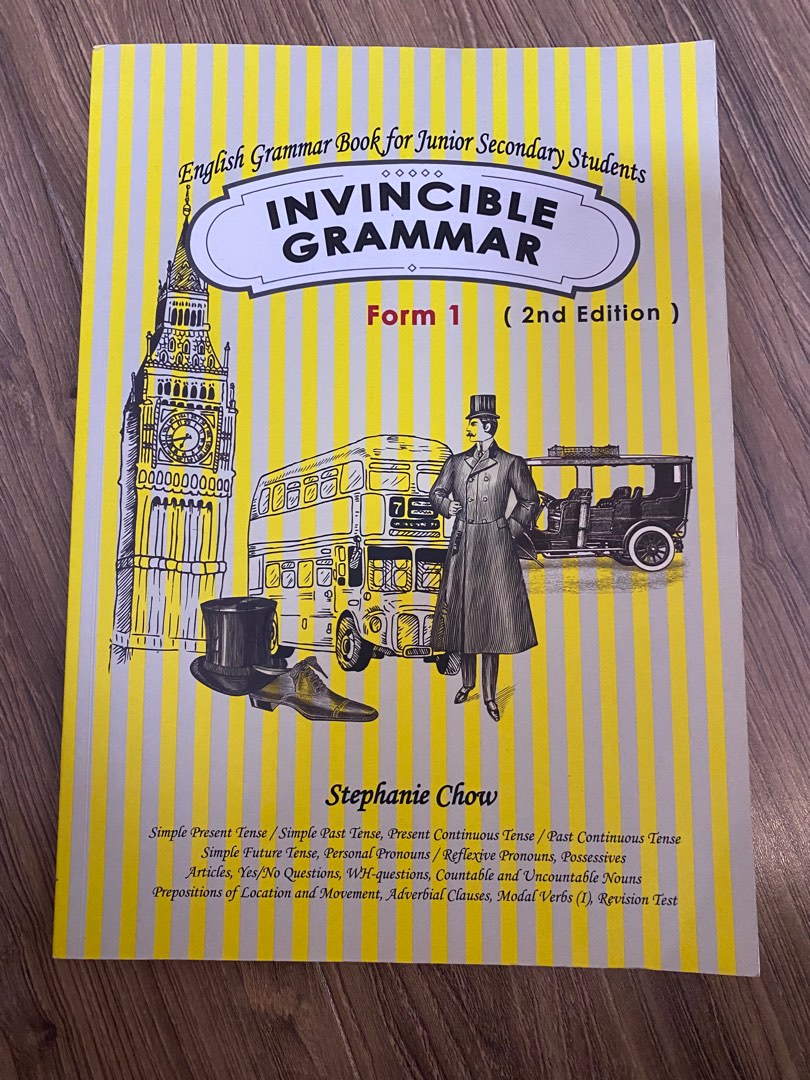 English Grammar Book for Junior Secondary Students
INVINCIBLE
GRAMMAR
Form 1 ( 2nd Edition )
7
Stephanie Chow
Simple Present Tense / Simple Past Tense, Present Continuous Tense / Past Continuous Tense
Simple Future Tense, Personal Pronouns / Reflexive Pronouns, Possessives
Articles, Yes/No Questions, WH-questions, Countable and Uncountable Nouns
Prepositions of Location and Movement, Adverbial Clauses, Modal Verbs (I), Revision Test